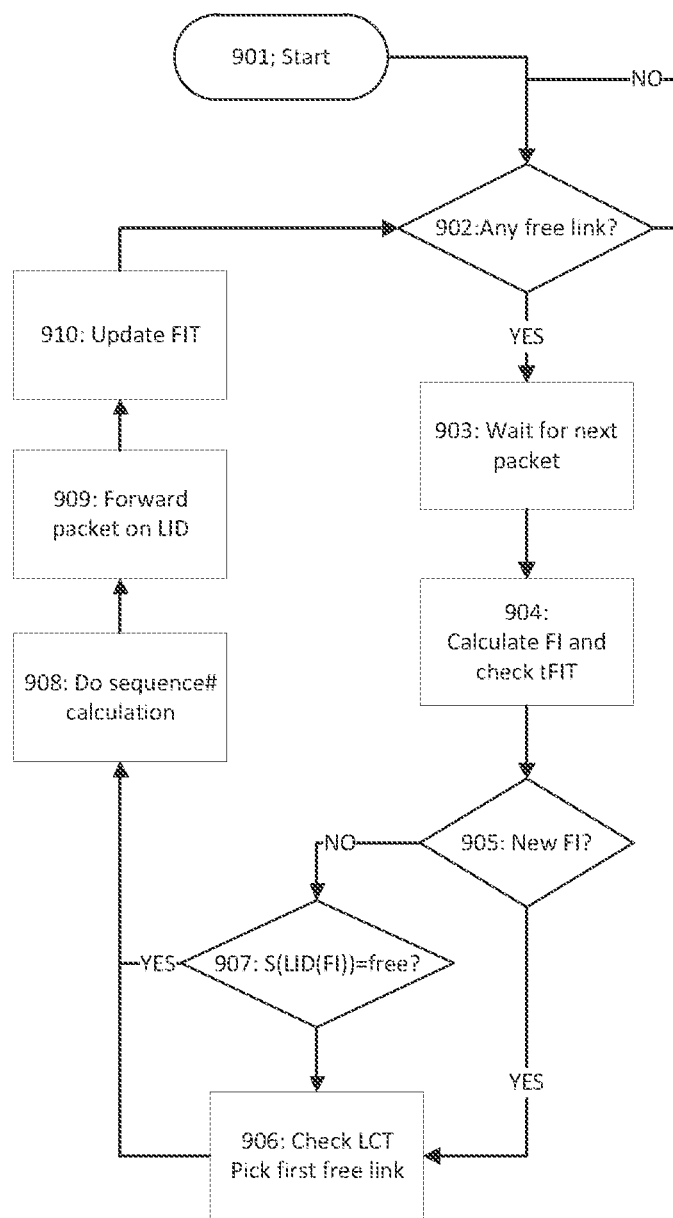 901; Start
NO
902:Any free link?
YES
910: Update FIT
903: Wait for next
packet
909: Forward
packet on LID
904:
Calculate FI and
check tFIT
908: Do sequence#
calculation
905: New FI?
NO
907: S(LID(FI))=free?
YES
YES
906: Check LCT
Pick first free link